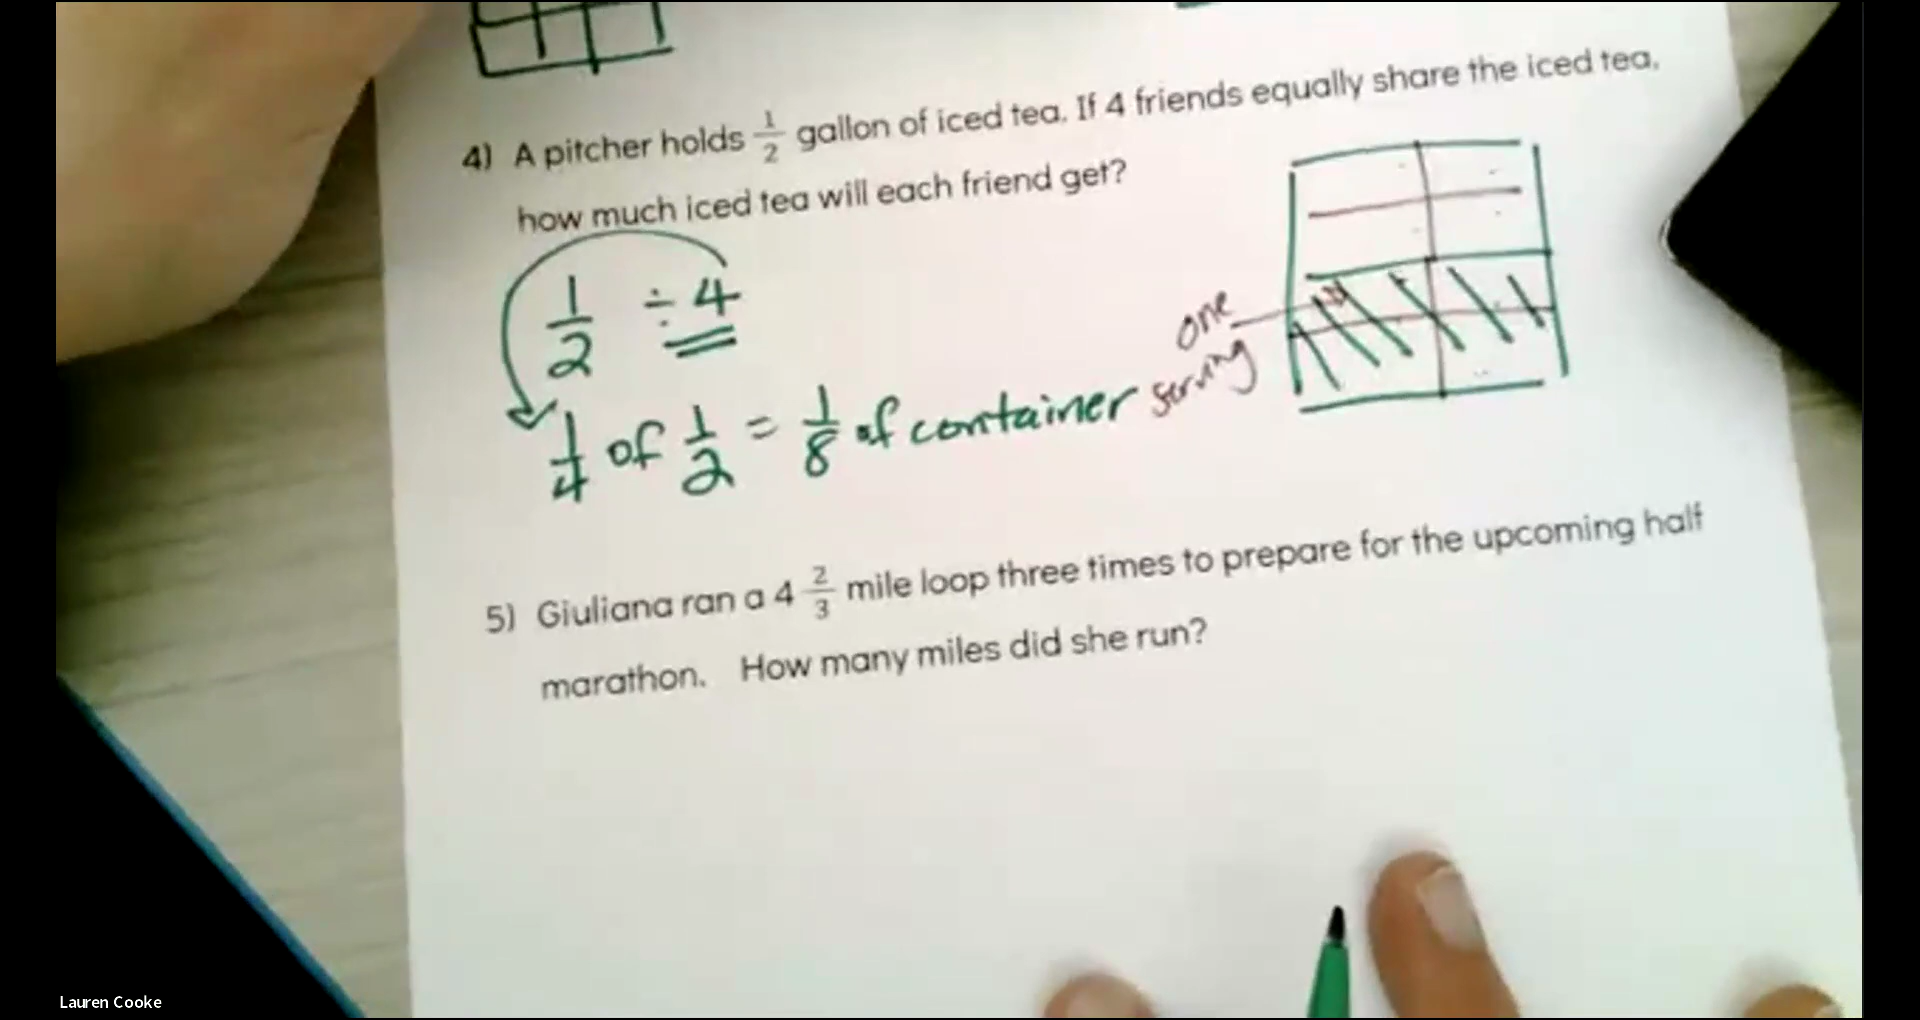 4) A pitcher holds 1/2 gallon of iced tea. If 4 friends equally share the iced tea,
how much iced tea will each friend get?
1/2 ÷ 4
1/4 of 1/2 = 1/8 of container
one
serving
5) Giuliana ran a 4 2/3 mile loop three times to prepare for the upcoming half
marathon. How many miles did she run?
Lauren Cooke